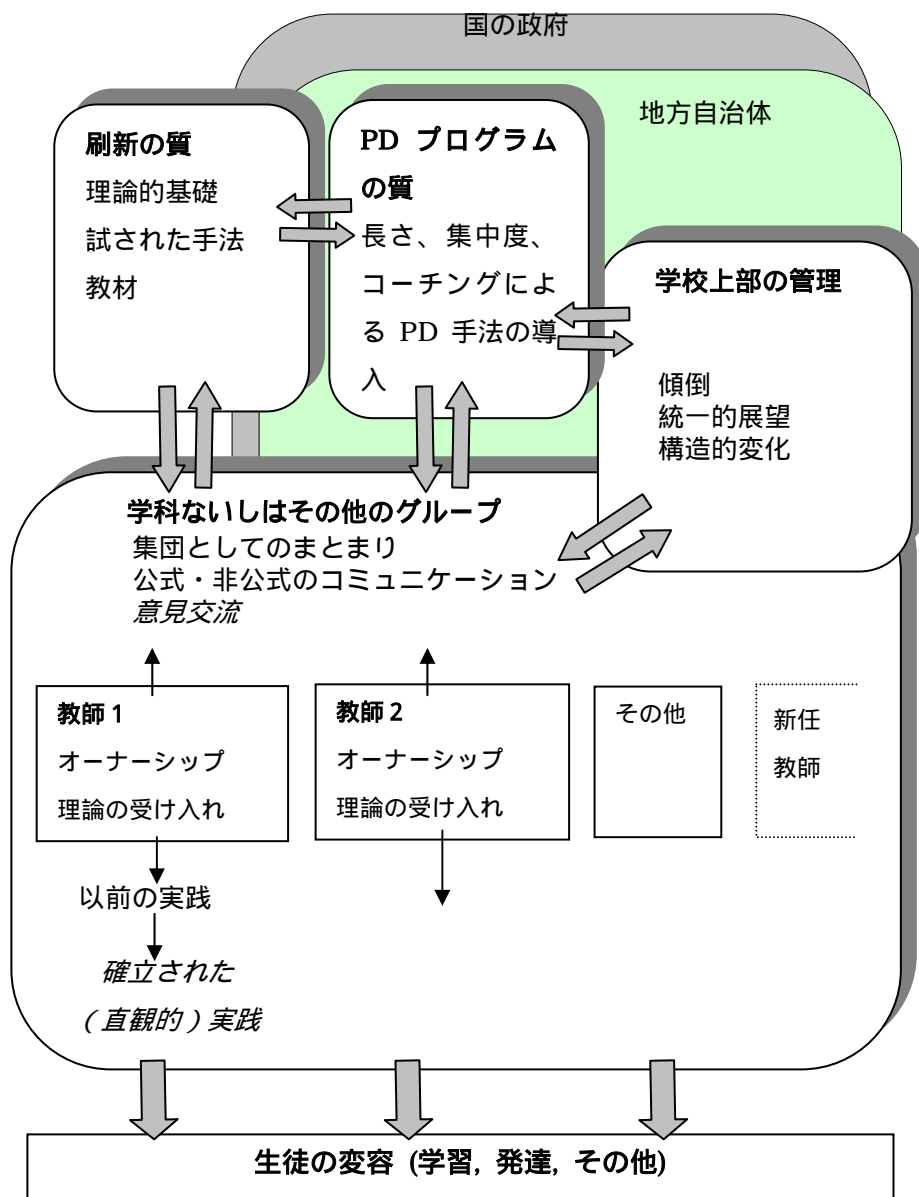 国の政府
地方自治体
刷新の質
理論的基礎
試された手法
教材
PD プログラム
の質
長さ、集中度、
コーチングによ
る PD 手法の導
入
学校上部の管理
傾倒
統一的展望
構造的変化
学科ないしはその他のグループ
集団としてのまとまり
公式・非公式のコミュニケーション
意見交流
教師 1
オーナーシップ
理論の受け入れ
教師 2
オーナーシップ
理論の受け入れ
その他
新任
教師
以前の実践
確立された
(直観的)実践
生徒の変容 (学習, 発達, その他)